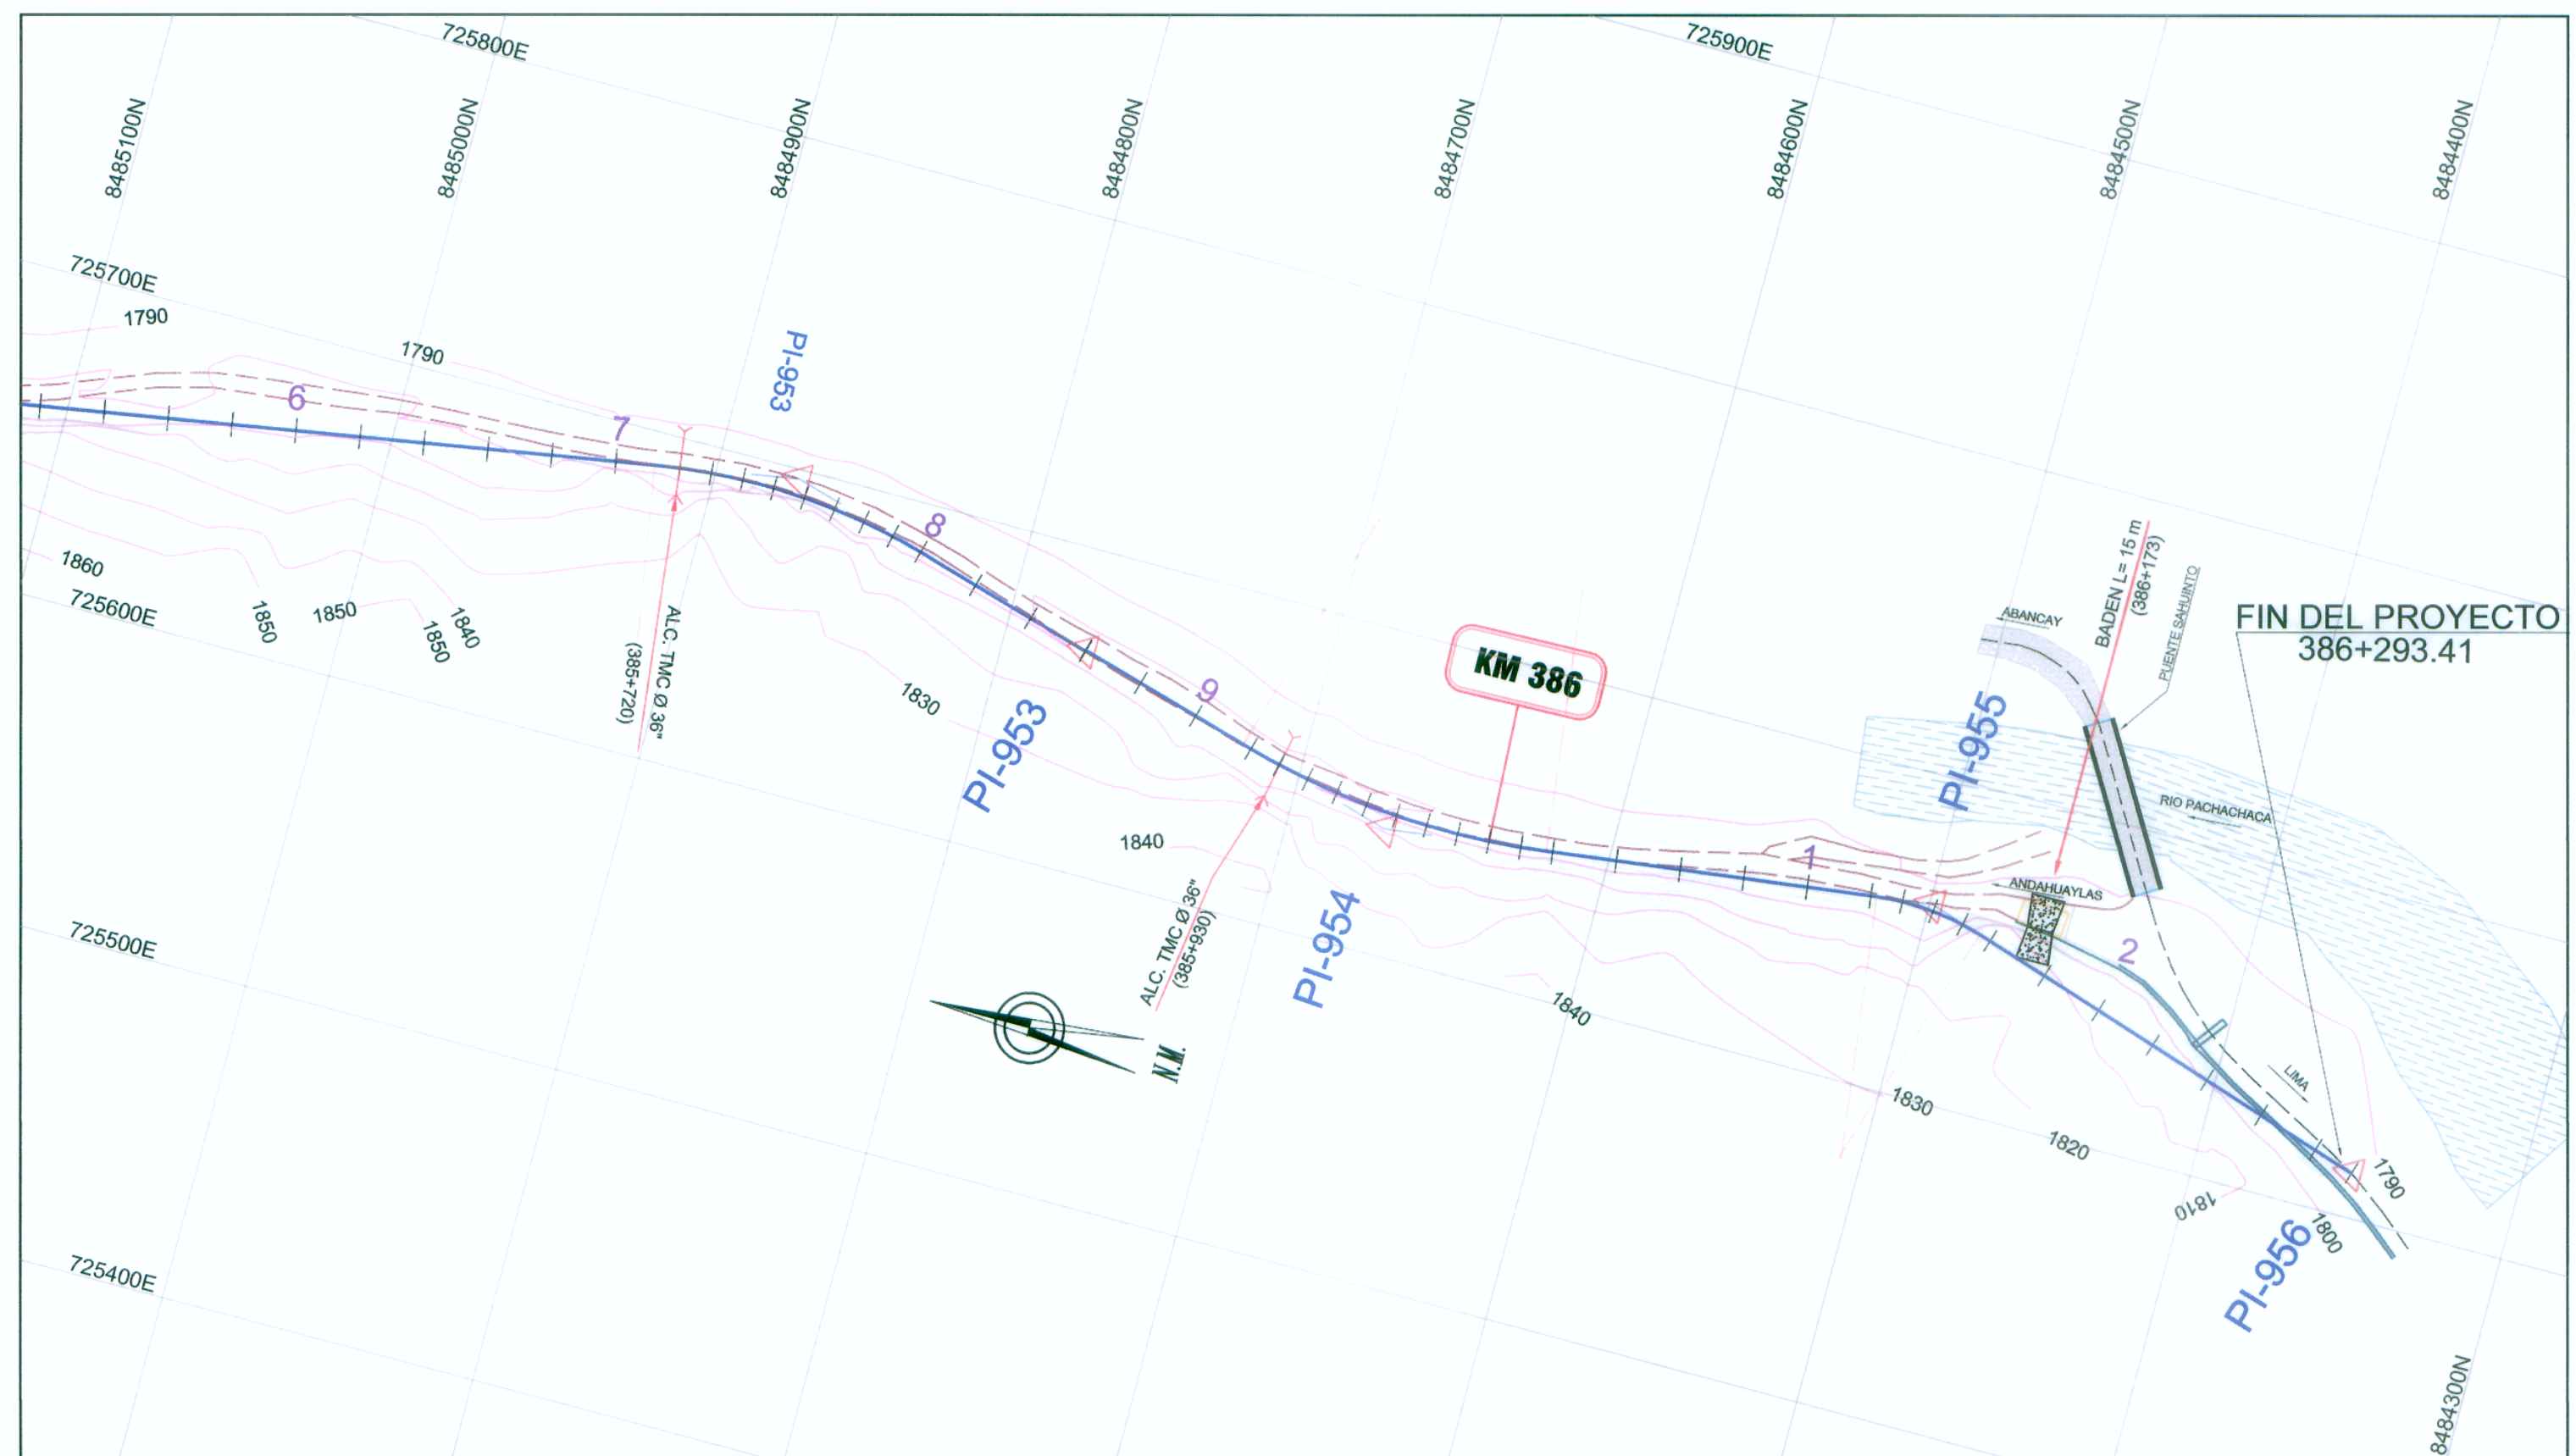 725800E
725900E
8485100N
8485000N
8484900N
8484800N
8484700N
8484600N
8484500N
8484400N
725700E
1790
1790
PI-953
6
7
8
1860
725600E
1850
1850
1850
1840
ALC. TMC Ø 36"
(385+720)
1830
PI-953
9
KM 386
BADEN L= 15 m
(386+173)
PUENTE SAHUINTO
ABANCAY
FIN DEL PROYECTO
386+293.41
PI-955
RIO PACHACHACA
1840
1
ANDAHUAYLAS
2
ALC. TMC Ø 36"
(385+930)
PI-954
725500E
N.M.
1840
1830
1820
LIMA
1810
1800
1790
PI-956
725400E
8484300N